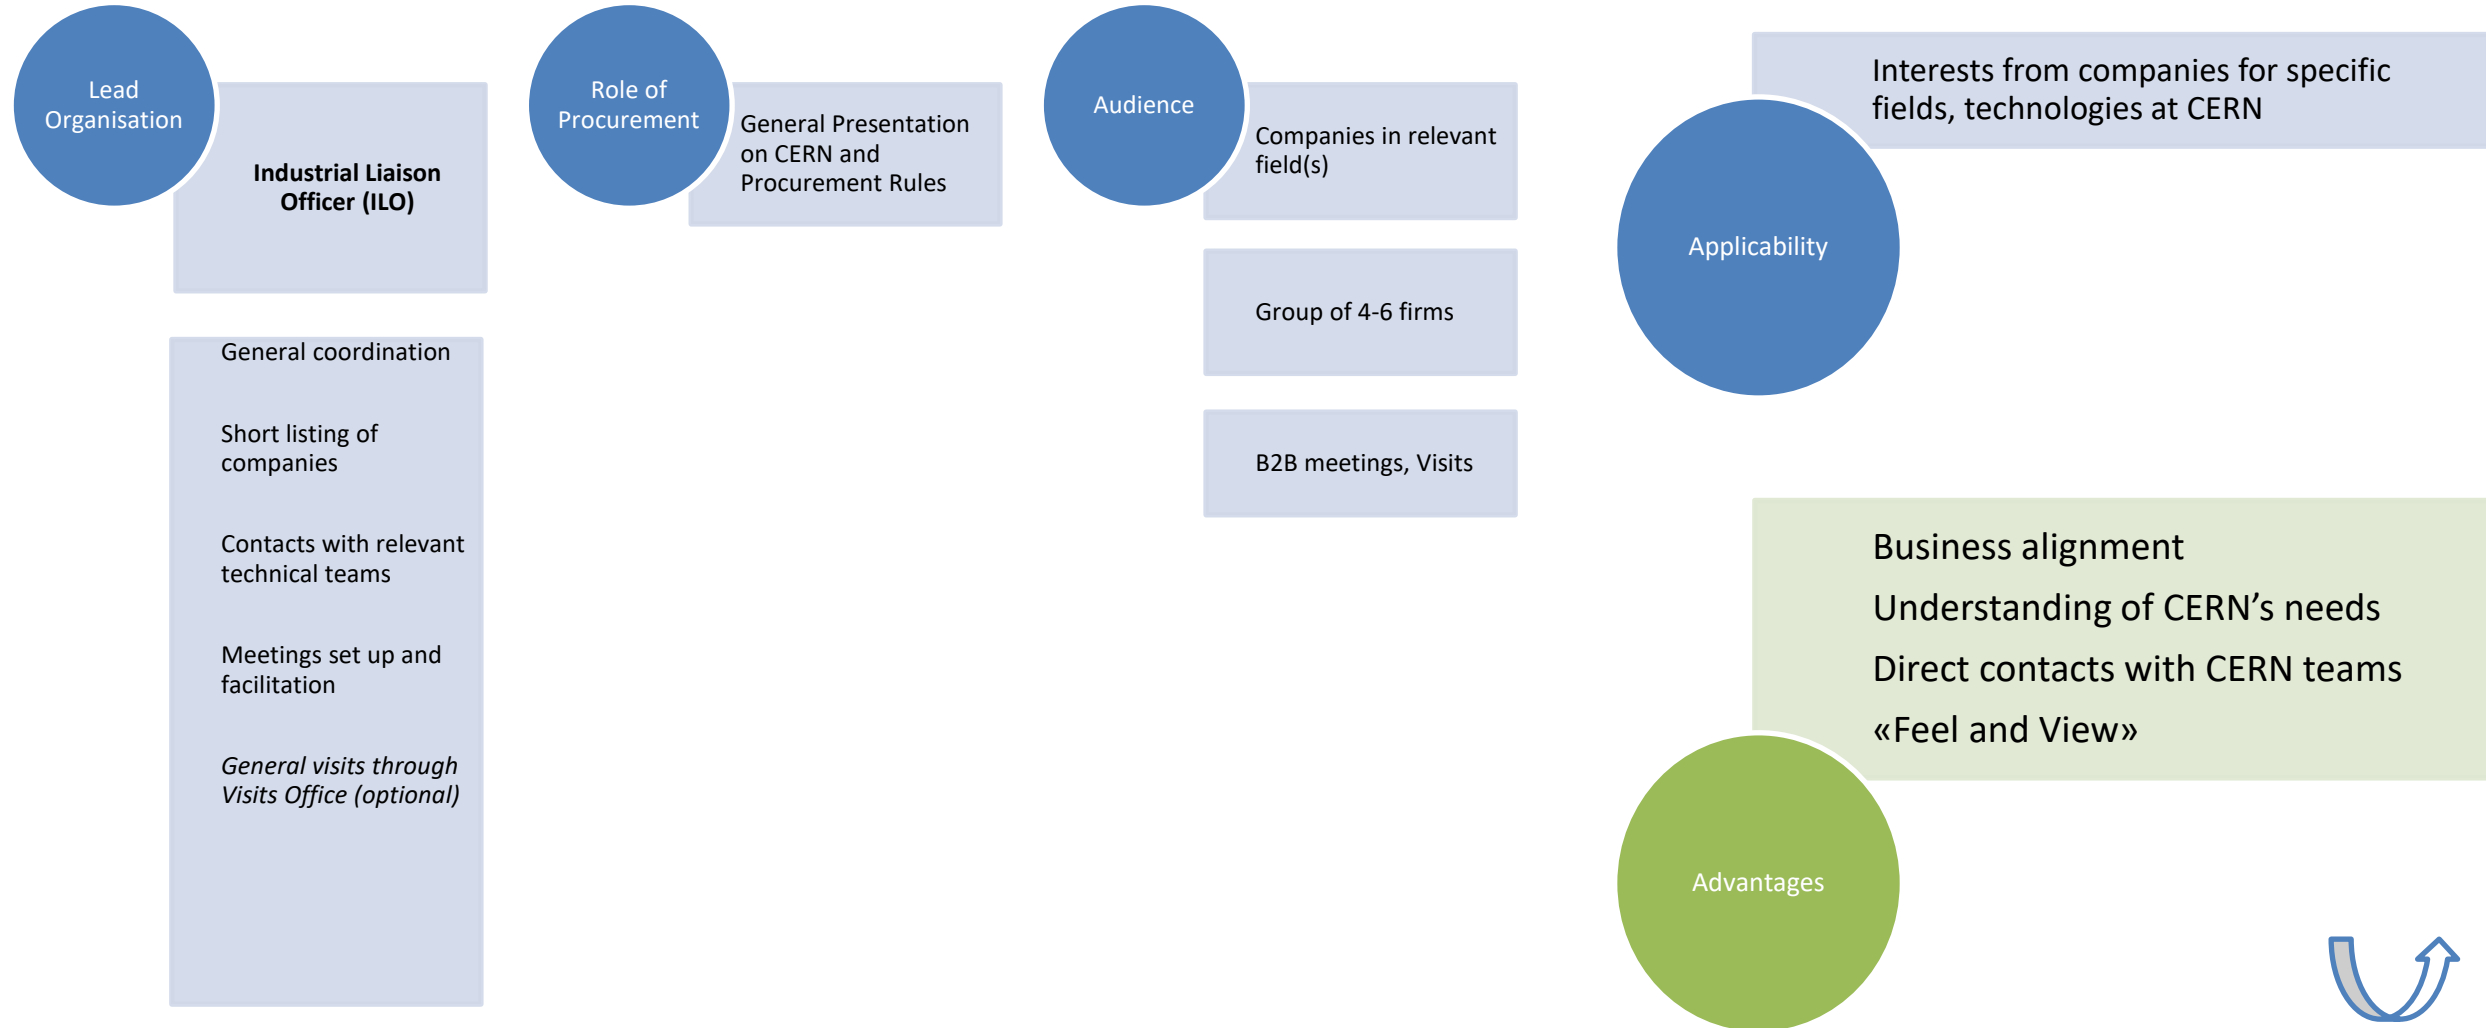 Lead
Organisation
Industrial Liaison
Officer (ILO)
General coordination
Short listing of
companies
Contacts with relevant
technical teams
Meetings set up and
facilitation
General visits through
Visits Office (optional)
Role of
Procurement
General Presentation
on CERN and
Procurement Rules
Audience
Companies in relevant
field(s)
Group of 4-6 firms
B2B meetings, Visits
Applicability
Interests from companies for specific
fields, technologies at CERN
Advantages
Business alignment
Understanding of CERN’s needs
Direct contacts with CERN teams
«Feel and View»